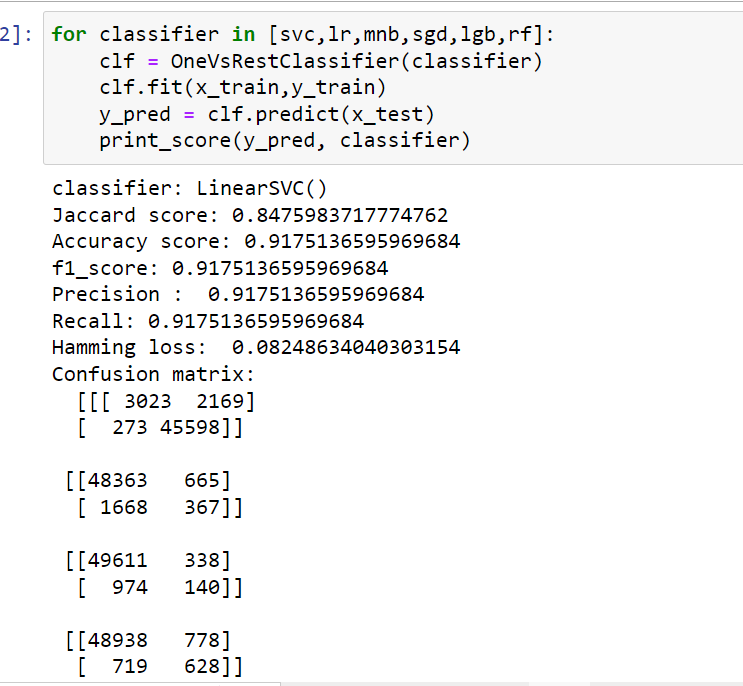 2]: for classifier in [svc,lr,mnb,sgd,lgb,rf]:
    clf = OneVsRestClassifier(classifier)
    clf.fit(x_train,y_train)
    y_pred = clf.predict(x_test)
    print_score(y_pred, classifier)
classifier: LinearSVC()
Jaccard score: 0.8475983717774762
Accuracy score: 0.9175136595969684
f1_score: 0.9175136595969684
Precision :  0.9175136595969684
Recall: 0.9175136595969684
Hamming loss:  0.08248634040303154
Confusion matrix:
  [[[ 3023  2169]
  [  273 45598]]
 [[48363   665]
  [ 1668   367]]
 [[49611   338]
  [  974   140]]
 [[48938   778]
  [  719   628]]